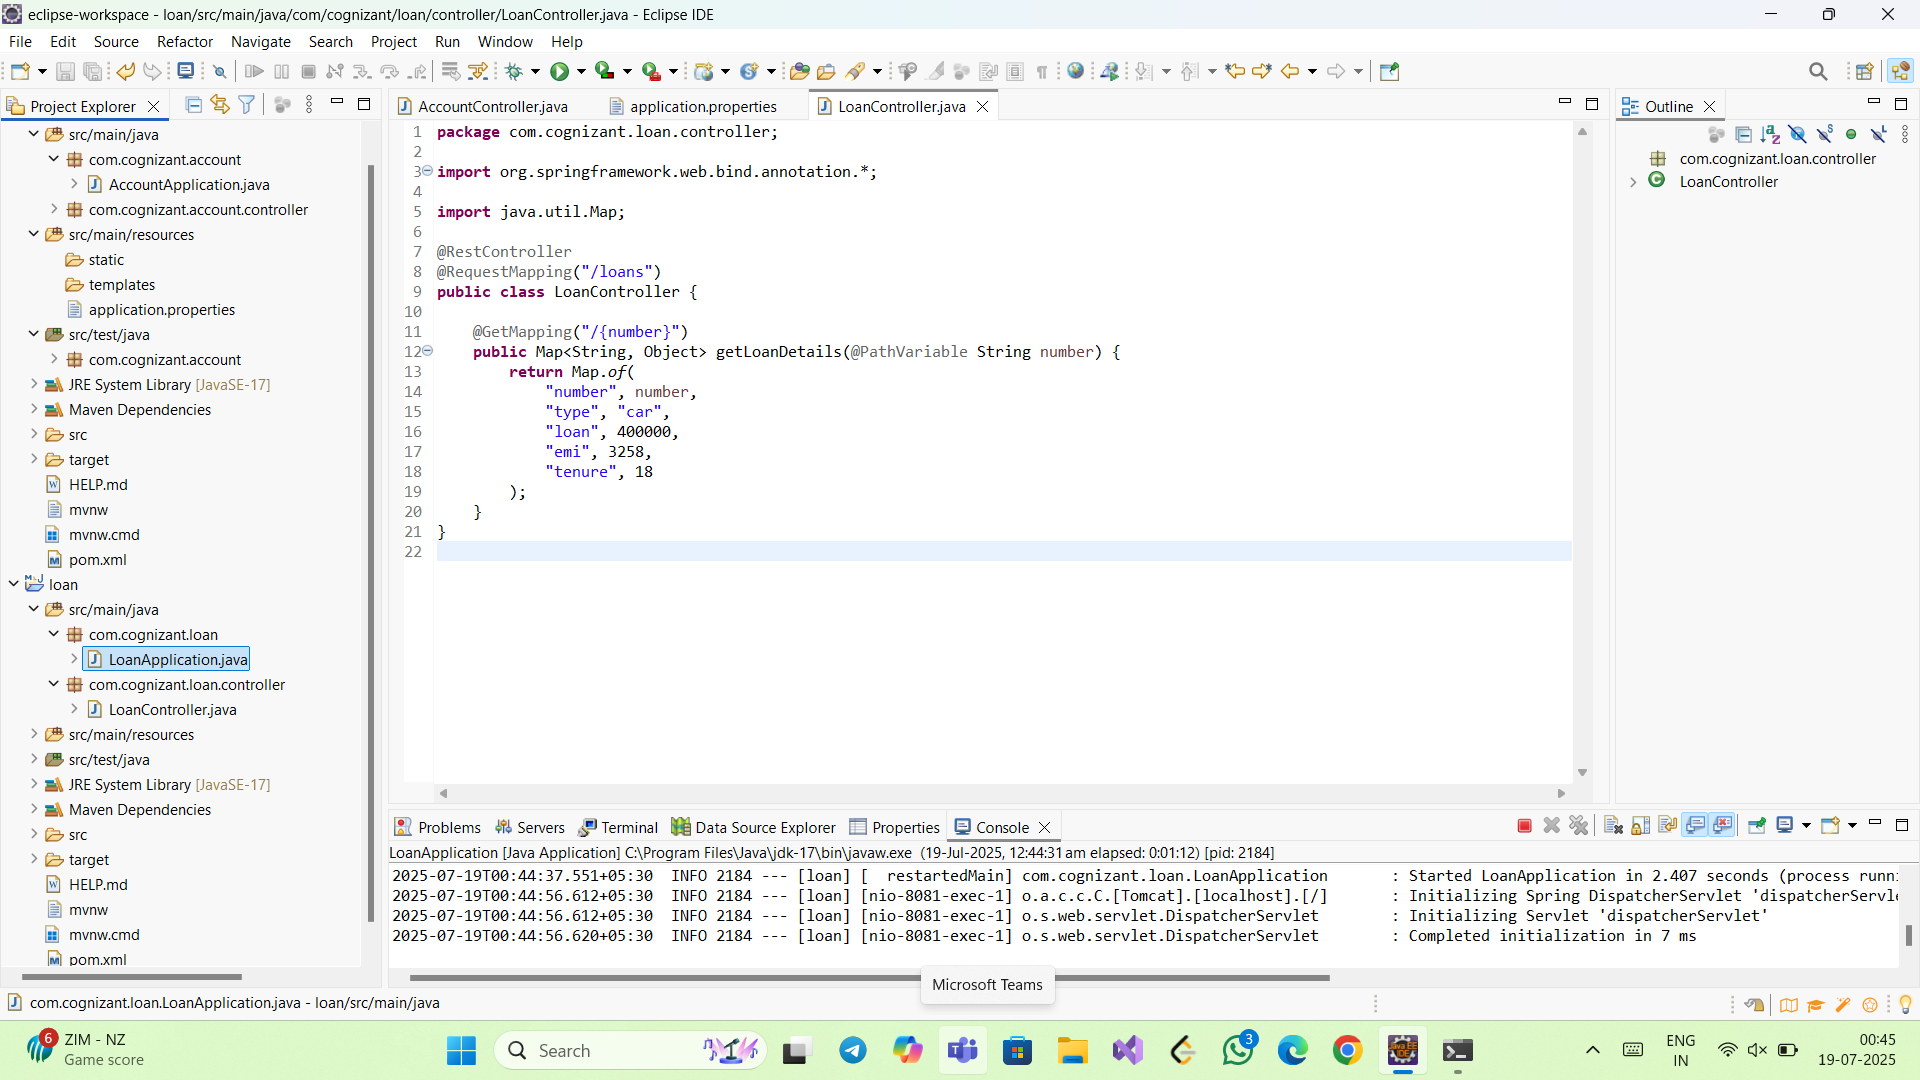 eclipse-workspace - loan/src/main/java/com/cognizant/loan/controller/LoanController.java - Eclipse IDE
File Edit Source Refactor Navigate Search Project Run Window Help
Project Explorer
src/main/java
com.cognizant.account
AccountApplication.java
com.cognizant.account.controller
src/main/resources
static
templates
application.properties
src/test/java
com.cognizant.account
JRE System Library [JavaSE-17]
Maven Dependencies
src
target
HELP.md
mvnw
mvnw.cmd
pom.xml
loan
src/main/java
com.cognizant.loan
LoanApplication.java
com.cognizant.loan.controller
LoanController.java
src/main/resources
src/test/java
JRE System Library [JavaSE-17]
Maven Dependencies
src
target
HELP.md
mvnw
mvnw.cmd
pom.xml
AccountController.java application.properties LoanController.java
1 package com.cognizant.loan.controller;
2
3 import org.springframework.web.bind.annotation.*;
4
5 import java.util.Map;
6
7 @RestController
8 @RequestMapping("/loans")
9 public class LoanController {
10
11 @GetMapping("/{number}")
12 public Map<String, Object> getLoanDetails(@PathVariable String number) {
13 return Map.of(
14 "number", number,
15 "type", "car",
16 "loan", 400000,
17 "emi", 3258,
18 "tenure", 18
19 );
20 }
21 }
22
Outline
com.cognizant.loan.controller
LoanController
Problems Servers Terminal Data Source Explorer Properties Console
LoanApplication [Java Application] C:\Program Files\Java\jdk-17\bin\javaw.exe (19-Jul-2025, 12:44:31 am elapsed: 0:01:12) [pid: 2184]
2025-07-19T00:44:37.551+05:30 INFO 2184 --- [loan] [ restartedMain] com.cognizant.loan.LoanApplication : Started LoanApplication in 2.407 seconds (process runn
2025-07-19T00:44:56.612+05:30 INFO 2184 --- [loan] [nio-8081-exec-1] o.a.c.c.C.[Tomcat].[localhost].[/] : Initializing Spring DispatcherServlet 'dispatcherServle
2025-07-19T00:44:56.612+05:30 INFO 2184 --- [loan] [nio-8081-exec-1] o.s.web.servlet.DispatcherServlet : Initializing Servlet 'dispatcherServlet'
2025-07-19T00:44:56.620+05:30 INFO 2184 --- [loan] [nio-8081-exec-1] o.s.web.servlet.DispatcherServlet : Completed initialization in 7 ms
Microsoft Teams
com.cognizant.loan.LoanApplication.java - loan/src/main/java
6
ZIM - NZ
Game score
Search
3
ENG
IN
00:45
19-07-2025